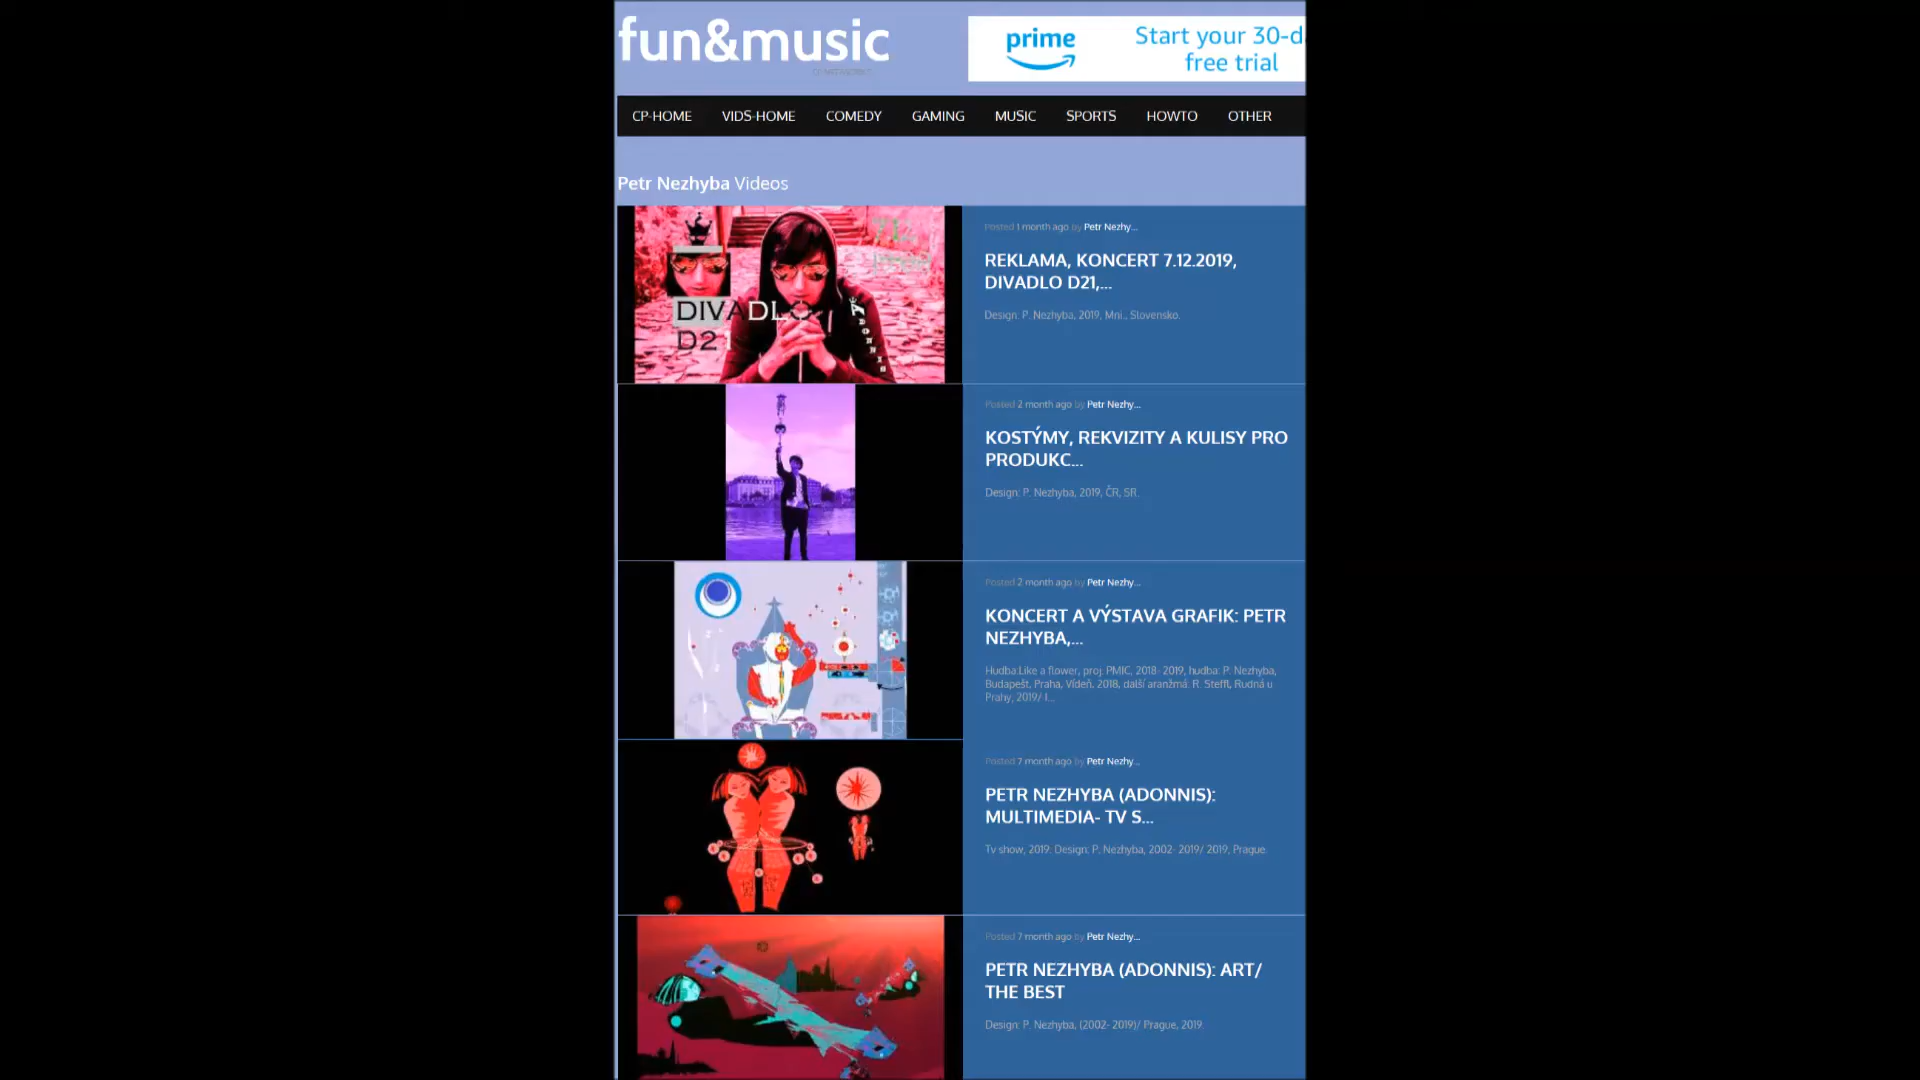 fun&music
prime
Start your 30-d
free trial
CP-HOME VIDS-HOME COMEDY GAMING MUSIC SPORTS HOWTO OTHER
Petr Nezhyba Videos
DIVADLO
D21
Posted 1 month ago by Petr Nezhy...
REKLAMA, KONCERT 7.12.2019,
DIVADLO D21,...
Design: P. Nezhyba, 2019, Mni., Slovensko.
Posted 2 month ago by Petr Nezhy...
KOSTÝMY, REKVIZITY A KULISY PRO
PRODUKC...
Design: P. Nezhyba, 2019, ČR, SR.
Posted 2 month ago by Petr Nezhy...
KONCERT A VÝSTAVA GRAFIK: PETR
NEZHYBA,...
Hudba:Like a flower, proj. PMIC, 2018- 2019, hudba: P. Nezhyba,
Budapešt, Praha, Vídeň, 2018, další aranžmá: R. Steffl, Rudná u
Prahy, 2019/ I...
Posted 7 month ago by Petr Nezhy...
PETR NEZHYBA (ADONNIS):
MULTIMEDIA- TV S...
Tv show, 2019. Design: P. Nezhyba, 2002- 2019/ 2019, Prague.
Posted 7 month ago by Petr Nezhy...
PETR NEZHYBA (ADONNIS): ART/
THE BEST
Design: P. Nezhyba, (2002- 2019)/ Prague, 2019.